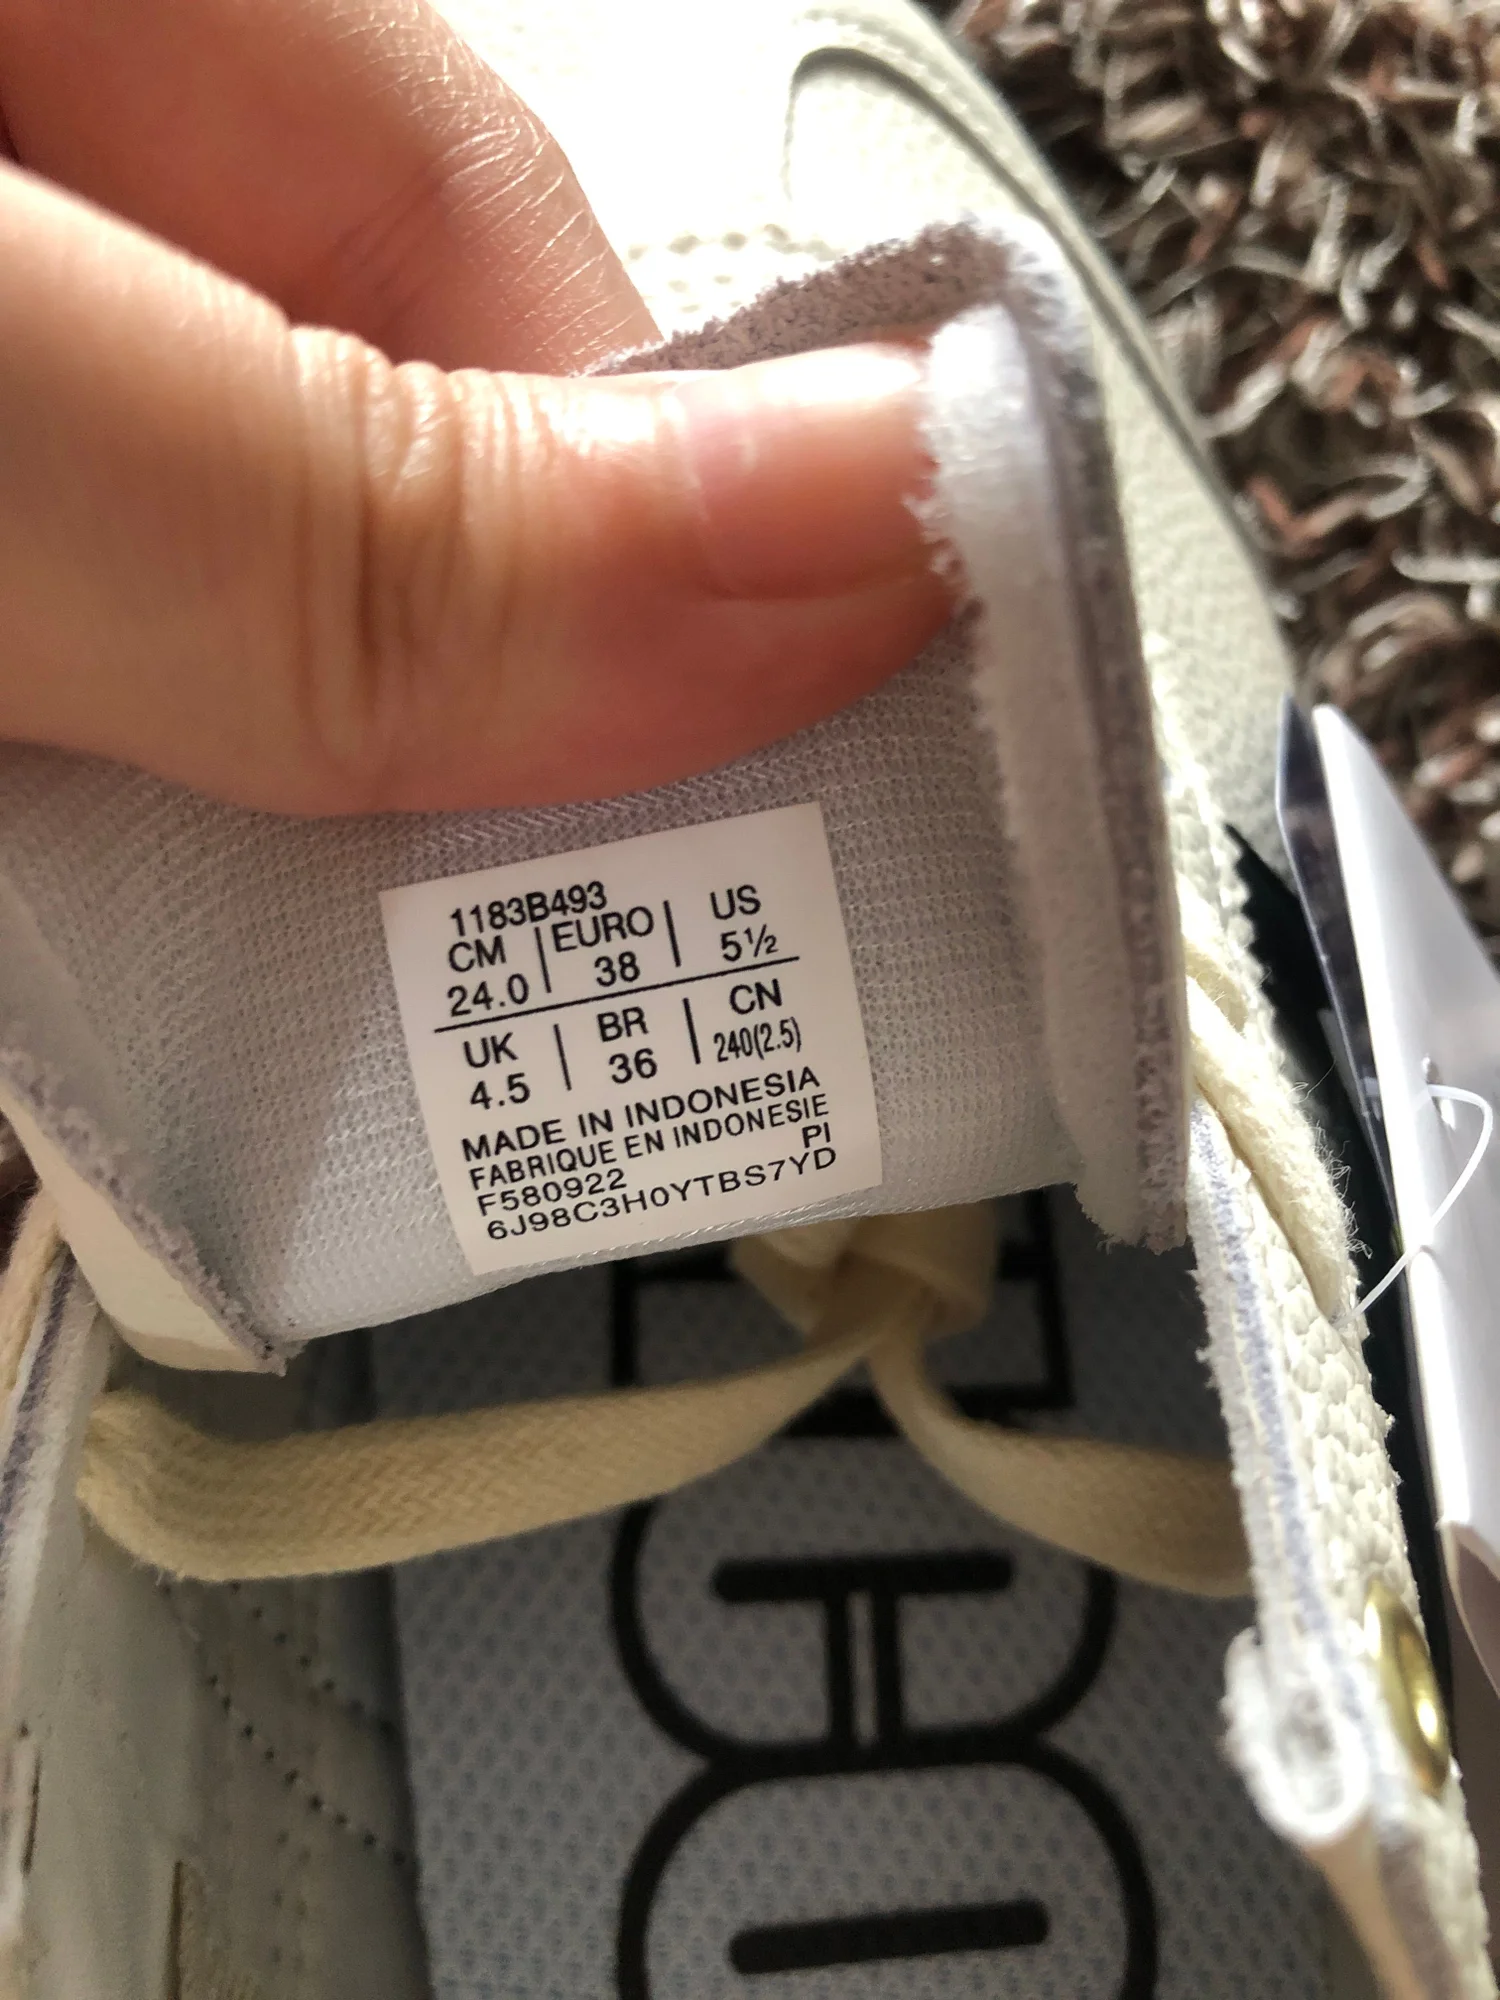 1183B493
CM | EURO | US
24.0 | 38 | 5½
UK | BR | CN
4.5 | 36 | 240(2.5)
MADE IN INDONESIA
FABRIQUE EN INDONESIE
PI
F580922
6J98C3H0YTBS7YD